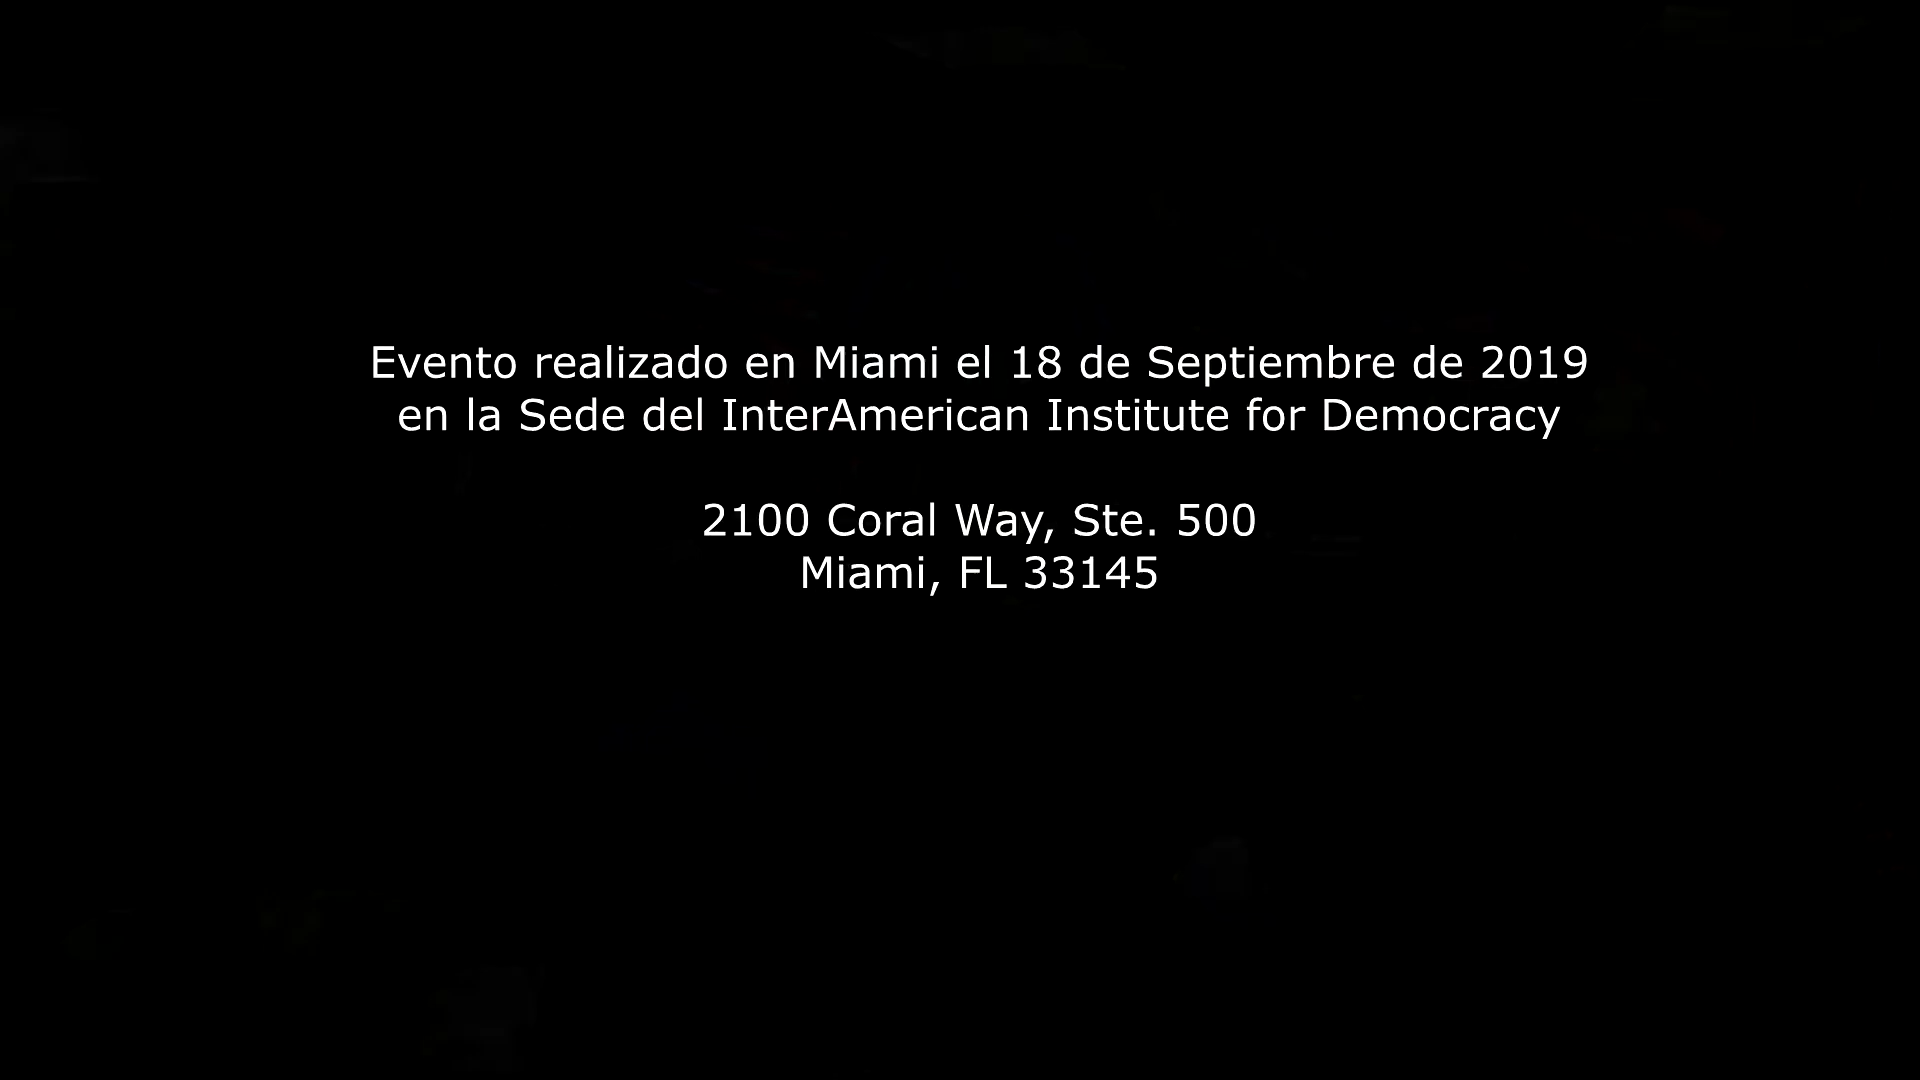 Evento realizado en Miami el 18 de Septiembre de 2019
en la Sede del InterAmerican Institute for Democracy
2100 Coral Way, Ste. 500
Miami, FL 33145